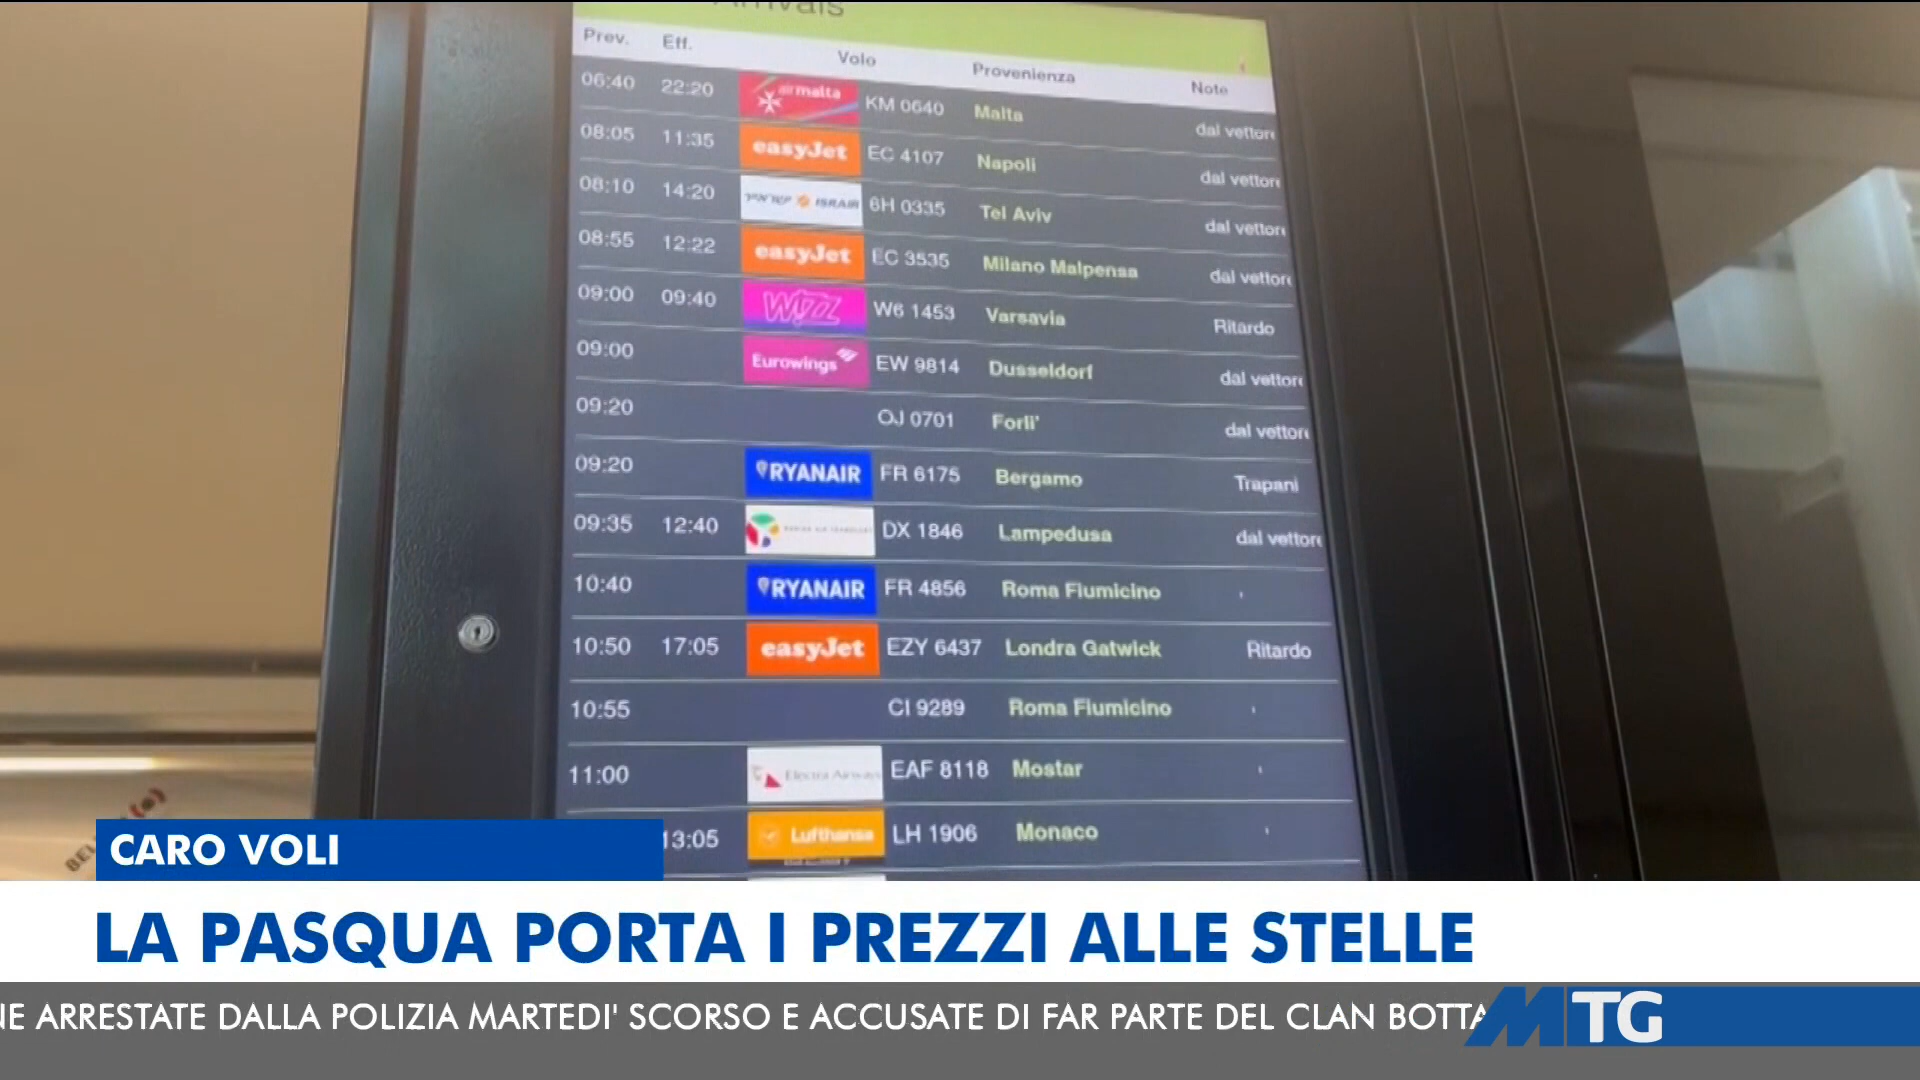 Arrivals
Prev. Eff. Volo Provenienza Note
06:40 22:20 airmalta KM 0640 Malta dal vettore
08:05 11:35 easyJet EC 4107 Napoli dal vettore
08:10 14:20 ISRAIR 6H 0335 Tel Aviv dal vettore
08:55 12:22 easyJet EC 3535 Milano Malpensa dal vettore
09:00 09:40 Wizz W6 1453 Varsavia Ritardo
09:00 Eurowings EW 9814 Dusseldorf dal vettore
09:20 OJ 0701 Forli' dal vettore
09:20 RYANAIR FR 6175 Bergamo Trapani
09:35 12:40 DX 1846 Lampedusa dal vettore
10:40 RYANAIR FR 4856 Roma Fiumicino
10:50 17:05 easyJet EZY 6437 Londra Gatwick Ritardo
10:55 CI 9289 Roma Fiumicino
11:00 Electra Airways EAF 8118 Mostar
13:05 Lufthansa LH 1906 Monaco
CARO VOLI
LA PASQUA PORTA I PREZZI ALLE STELLE
NE ARRESTATE DALLA POLIZIA MARTEDI' SCORSO E ACCUSATE DI FAR PARTE DEL CLAN BOTTA
MTG